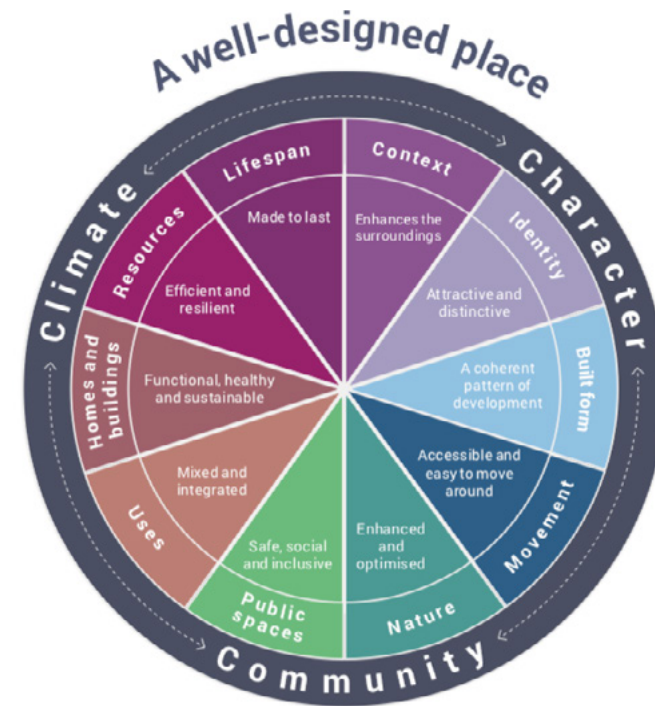 A well-designed place
Climate
Character
Community
Context
Enhances the
surroundings
Identity
Attractive and
distinctive
Built form
A coherent
pattern of
development
Movement
Accessible and
easy to move
around
Nature
Enhanced
and
optimised
Public
spaces
Safe, social
and inclusive
Uses
Mixed and
integrated
Homes and
buildings
Functional, healthy
and sustainable
Resources
Efficient and
resilient
Lifespan
Made to last